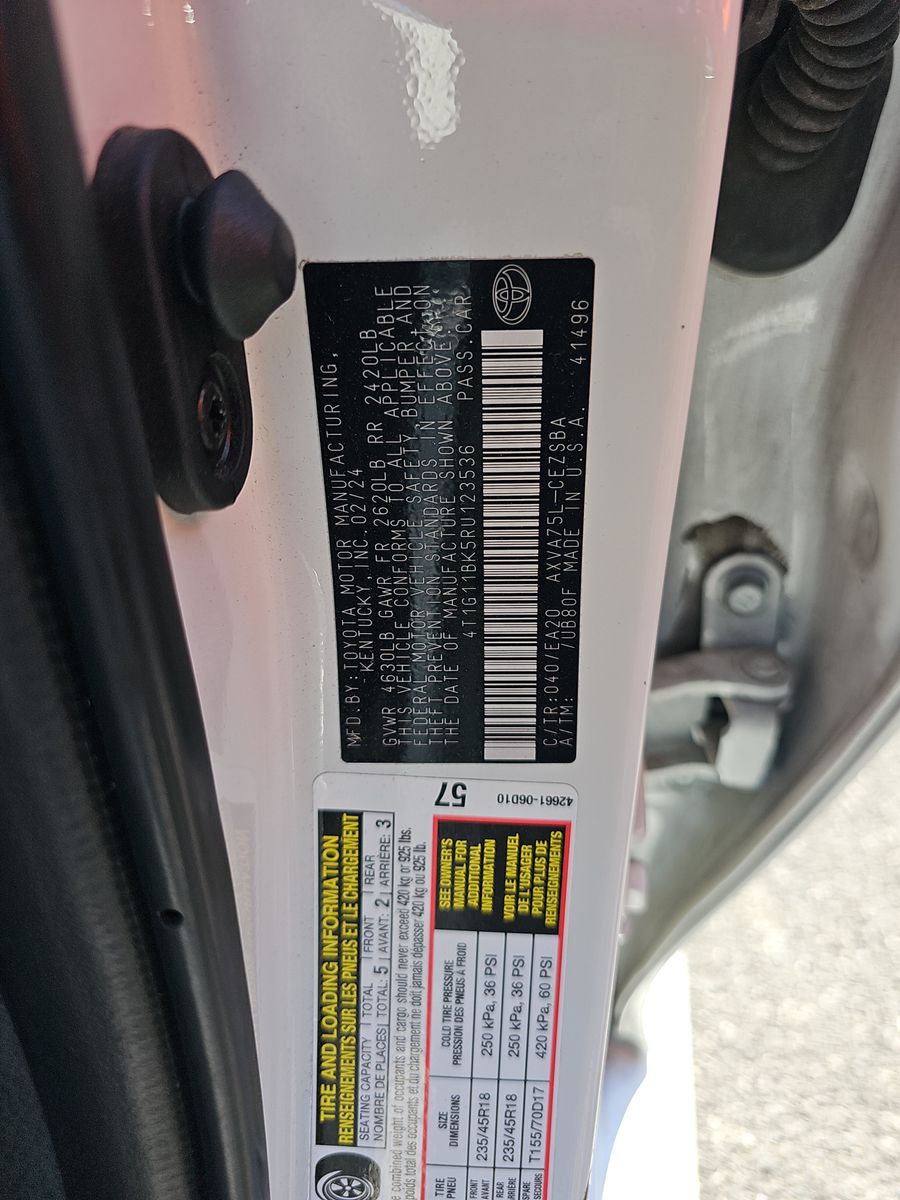 MFD. BY: TOYOTA MOTOR MANUFACTURING,
KENTUCKY, INC. 02/24
GVWR 4630LB GAWR FR 2620LB RR 2420LB
THIS VEHICLE CONFORMS TO ALL APPLICABLE
FEDERAL MOTOR VEHICLE SAFETY, BUMPER AND
THEFT PREVENTION STANDARDS IN EFFECT ON
THE DATE OF MANUFACTURE SHOWN ABOVE.
4T1G11BK5RU123536 PASS.CAR
C/TR:040/EA20 AXVA75L-CEZSBA
A/TM: /UB80F MADE IN U.S.A. 41496
TIRE AND LOADING INFORMATION
RENSEIGNEMENTS SUR LES PNEUS ET LE CHARGEMENT
57
42661-06D10
SEATING CAPACITY | TOTAL | FRONT | REAR
NOMBRE DE PLACES | TOTAL: 5 | AVANT: 2 | ARRIÈRE: 3
combined weight of occupants and cargo should never exceed 420 kg or 925 lbs.
poids total des occupants et du chargement ne doit jamais dépasser 420 kg ou 925 lb.
TIRE SIZE COLD TIRE PRESSURE
PNEU DIMENSIONS PRESSION DES PNEUS À FROID
FRONT
AVANT 235/45R18 250 kPa, 36 PSI
REAR
ARRIÈRE 235/45R18 250 kPa, 36 PSI
SPARE
SECOURS T155/70D17 420 kPa, 60 PSI
SEE OWNER'S
MANUAL FOR
ADDITIONAL
INFORMATION
VOIR LE MANUEL
DE L'USAGER
POUR PLUS DE
RENSEIGNEMENTS